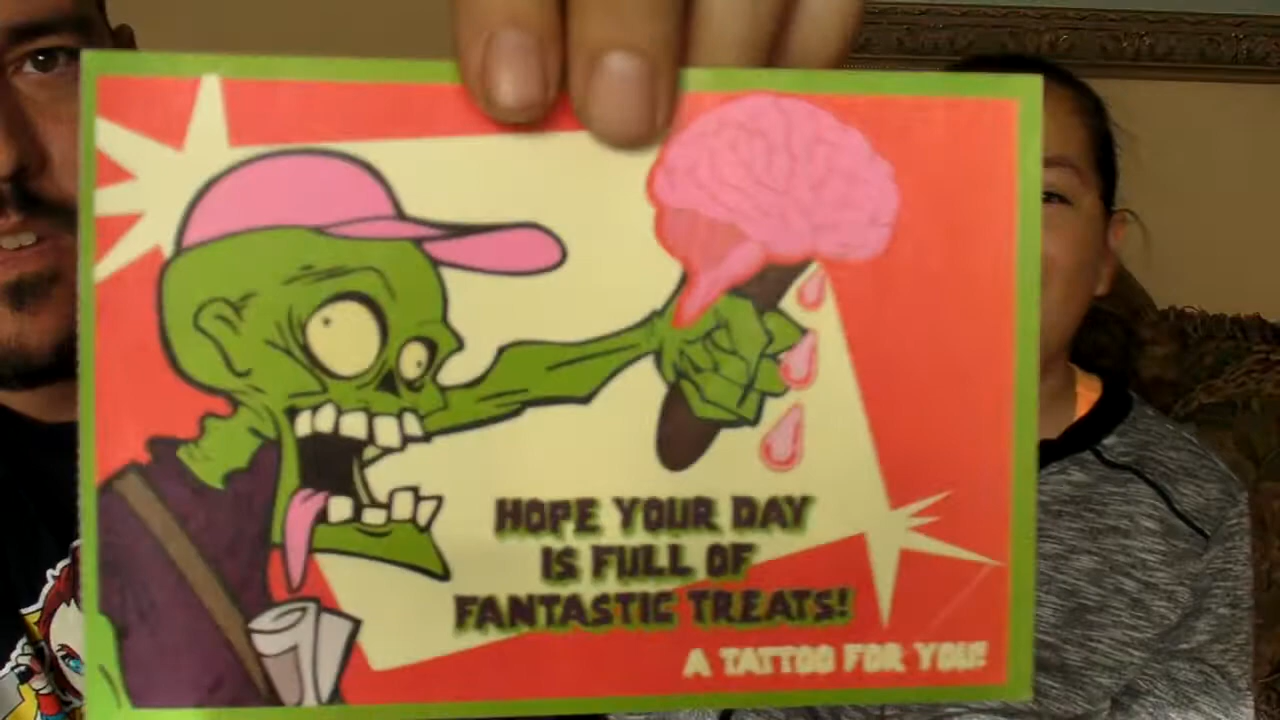 HOPE YOUR DAY
IS FULL OF
FANTASTIC TREATS!
A TATTOO FOR YOU!